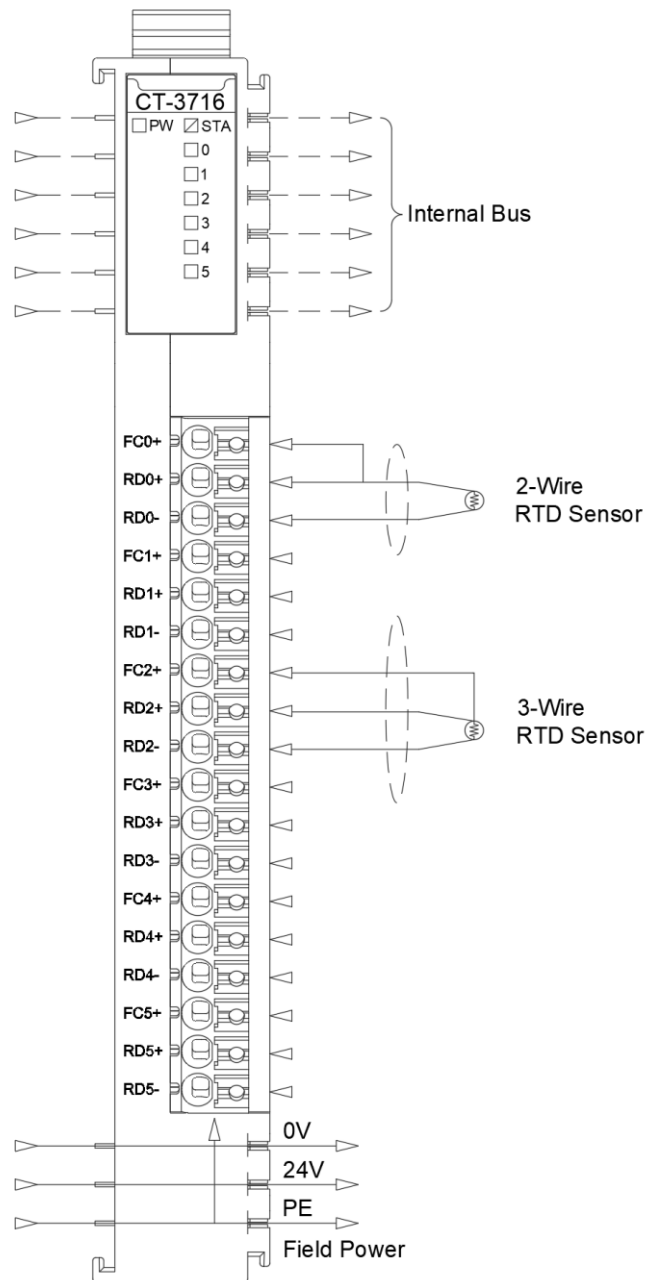 CT-3716
PW STA
0
1
2
3
4
5
Internal Bus
FC0+
RD0+
RD0-
2-Wire
RTD Sensor
FC1+
RD1+
RD1-
FC2+
RD2+
RD2-
3-Wire
RTD Sensor
FC3+
RD3+
RD3-
FC4+
RD4+
RD4-
FC5+
RD5+
RD5-
0V
24V
PE
Field Power